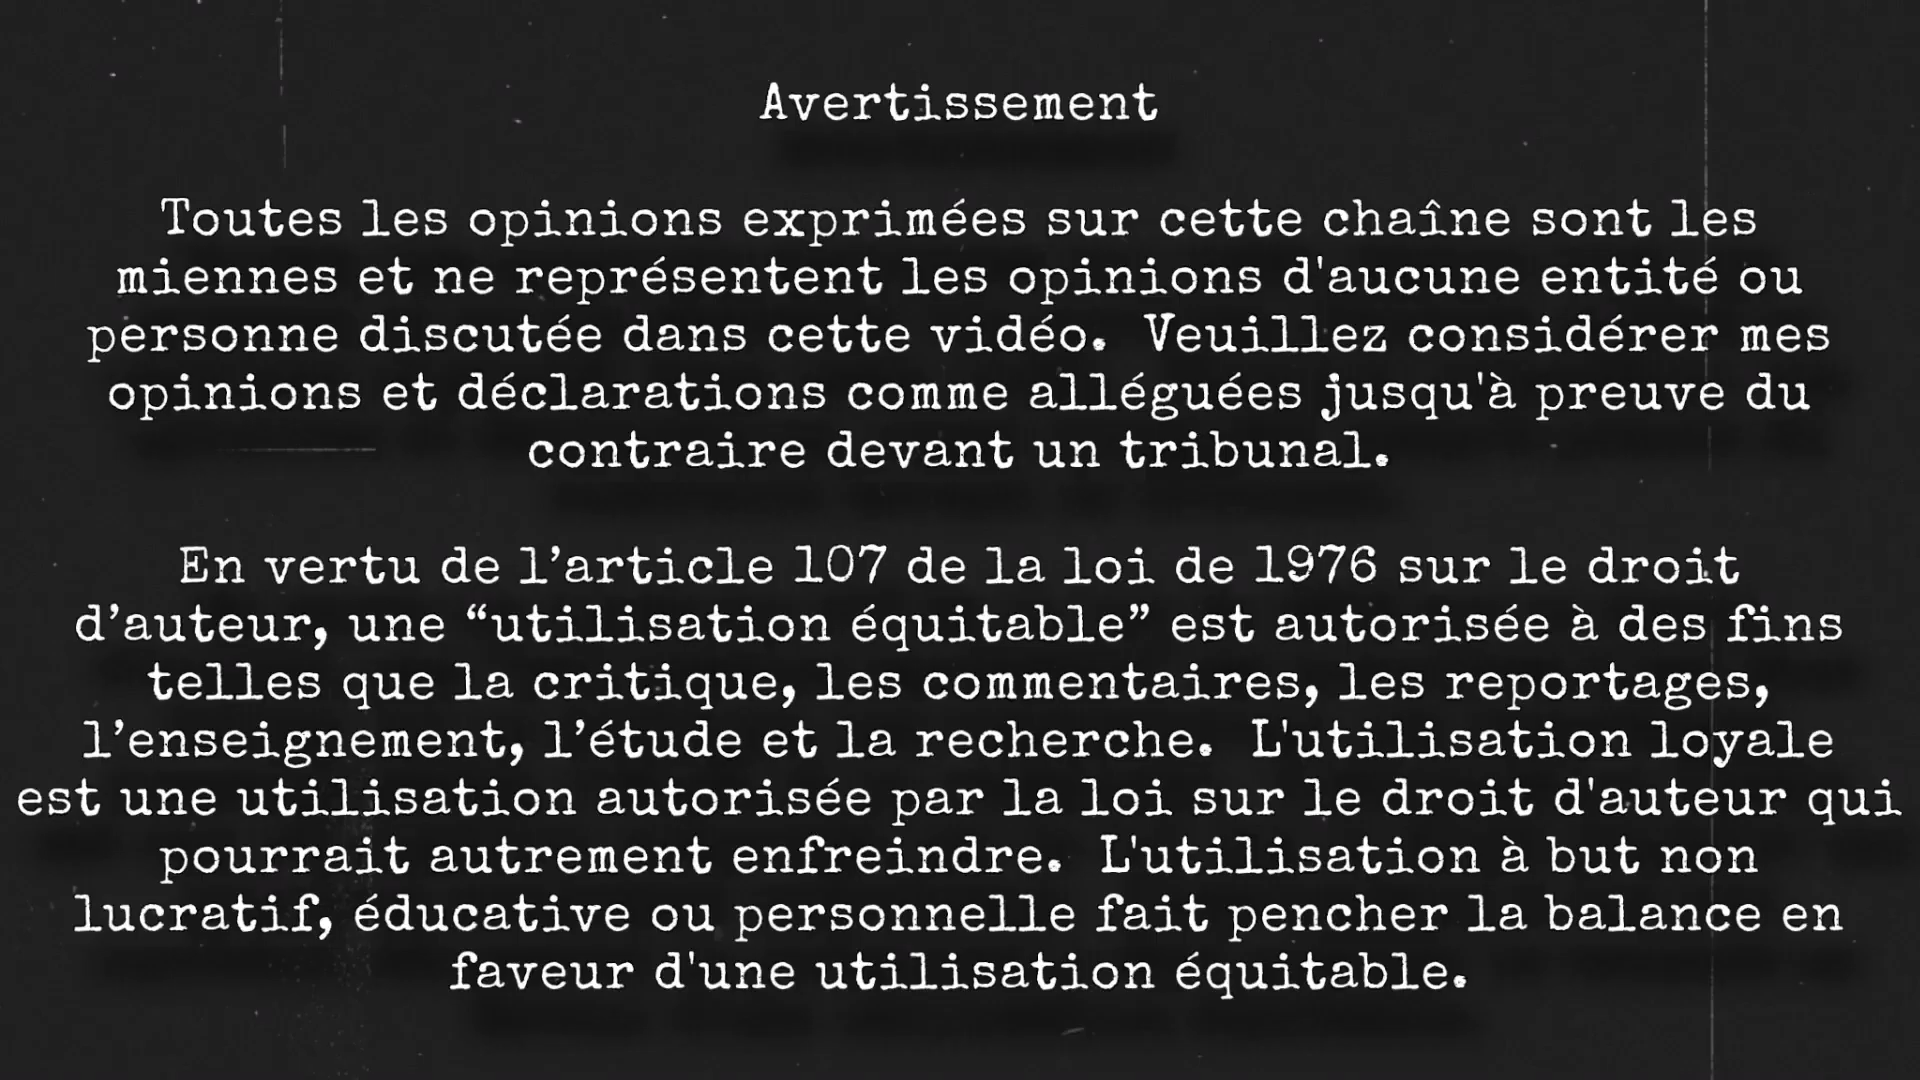 Avertissement
Toutes les opinions exprimées sur cette chaîne sont les
miennes et ne représentent les opinions d'aucune entité ou
personne discutée dans cette vidéo. Veuillez considérer mes
opinions et déclarations comme alléguées jusqu'à preuve du
contraire devant un tribunal.
En vertu de l’article 107 de la loi de 1976 sur le droit
d’auteur, une “utilisation équitable” est autorisée à des fins
telles que la critique, les commentaires, les reportages,
l’enseignement, l’étude et la recherche. L'utilisation loyale
est une utilisation autorisée par la loi sur le droit d'auteur qui
pourrait autrement enfreindre. L'utilisation à but non
lucratif, éducative ou personnelle fait pencher la balance en
faveur d'une utilisation équitable.